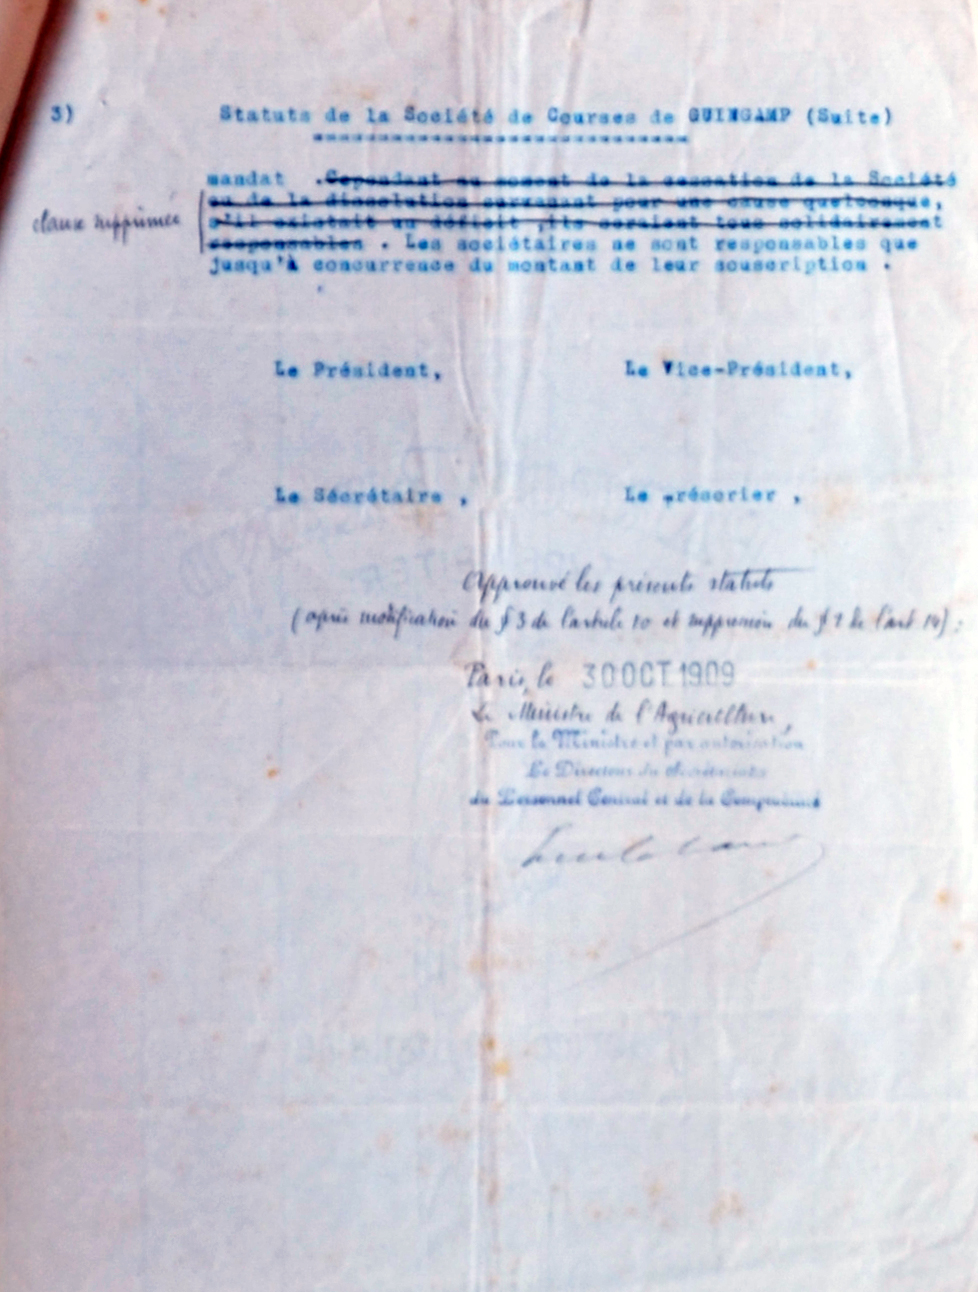 3) Statuts de la Société de Courses de GUINGAMP (Suite)
mandat .Cependant au moment de la cessation de la Société
ou de la dissolution survenant pour une cause quelconque,
clause supprimée
s'il existait un déficit ,ils seraient tous solidairement
responsables . Les sociétaires ne sont responsables que
jusqu'à concurrence du montant de leur souscription .
Le Président, Le Vice-Président,
Le Sécrétaire , Le Trésorier ,
Approuvé les présents statuts
(après modification du § 3 de l'article 10 et suppression du § 1 de l'art 14) :
Paris, le 30 OCT 1909
Le Ministre de l'Agriculture,
Pour le Ministre et par autorisation
Le Directeur du Secrétariat
du Personnel Central et de la Comptabilité